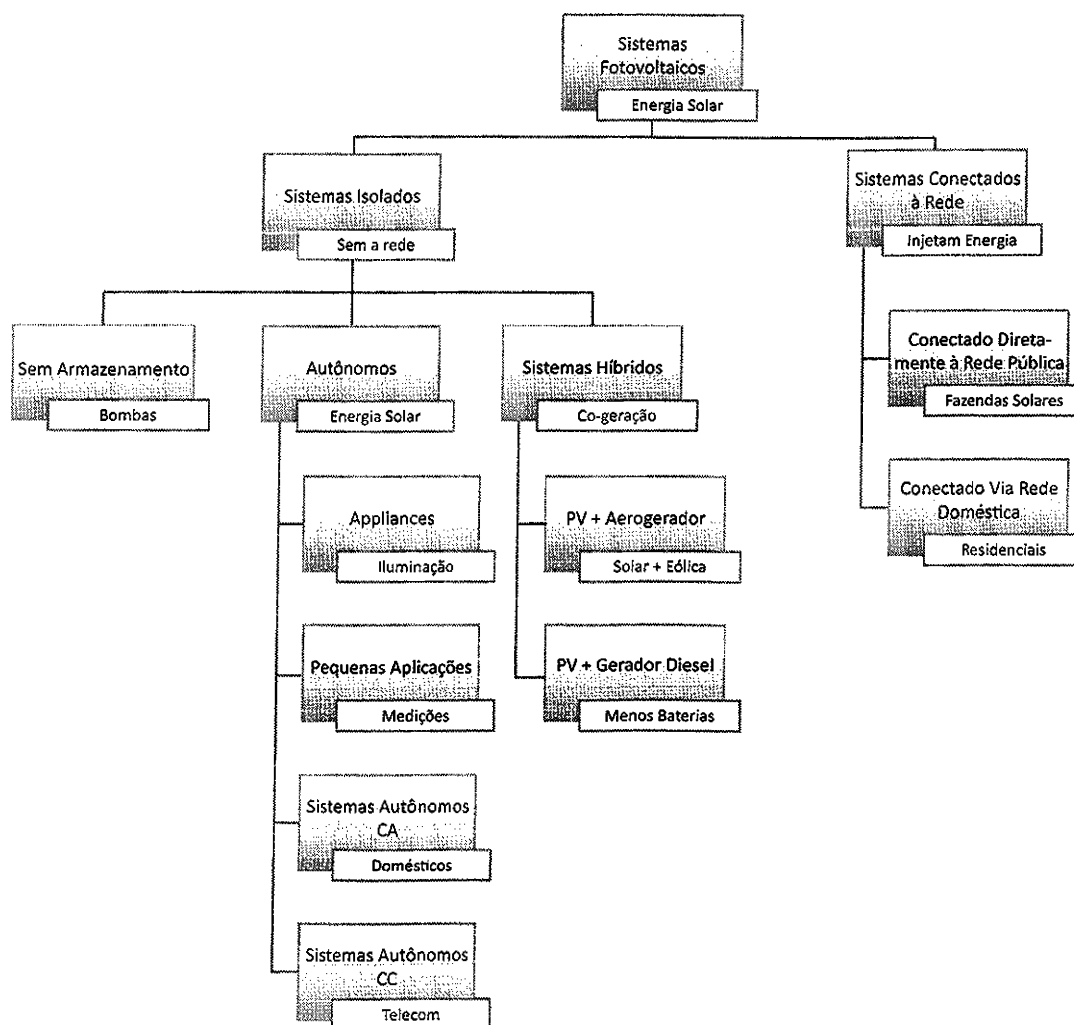 Sistemas
Fotovoltaicos
Energia Solar
Sistemas Isolados
Sem a rede
Sistemas Conectados
à Rede
Injetam Energia
Sem Armazenamento
Bombas
Autônomos
Energia Solar
Sistemas Híbridos
Co-geração
Conectado Direta-
mente à Rede Pública
Fazendas Solares
Appliances
Iluminação
PV + Aerogerador
Solar + Eólica
Conectado Via Rede
Doméstica
Residenciais
Pequenas Aplicações
Medições
PV + Gerador Diesel
Menos Baterias
Sistemas Autônomos
CA
Domésticos
Sistemas Autônomos
CC
Telecom